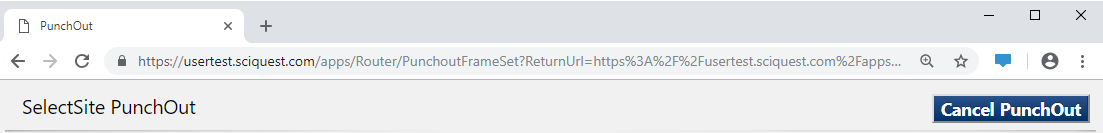 PunchOut
https://usertest.sciquest.com/apps/Router/PunchoutFrameSet?ReturnUrl=https%3A%2F%2Fusertest.sciquest.com%2Fapps...
SelectSite PunchOut
Cancel PunchOut